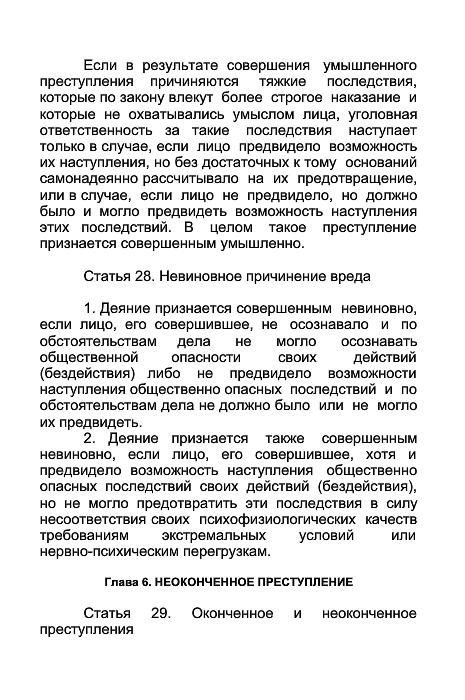 Если в результате совершения умышленного
преступления причиняются тяжкие последствия,
которые по закону влекут более строгое наказание и
которые не охватывались умыслом лица, уголовная
ответственность за такие последствия наступает
только в случае, если лицо предвидело возможность
их наступления, но без достаточных к тому оснований
самонадеянно рассчитывало на их предотвращение,
или в случае, если лицо не предвидело, но должно
было и могло предвидеть возможность наступления
этих последствий. В целом такое преступление
признается совершенным умышленно.
Статья 28. Невиновное причинение вреда
1. Деяние признается совершенным невиновно,
если лицо, его совершившее, не осознавало и по
обстоятельствам дела не могло осознавать
общественной опасности своих действий
(бездействия) либо не предвидело возможности
наступления общественно опасных последствий и по
обстоятельствам дела не должно было или не могло
их предвидеть.
2. Деяние признается также совершенным
невиновно, если лицо, его совершившее, хотя и
предвидело возможность наступления общественно
опасных последствий своих действий (бездействия),
но не могло предотвратить эти последствия в силу
несоответствия своих психофизиологических качеств
требованиям экстремальных условий или
нервно-психическим перегрузкам.
Глава 6. НЕОКОНЧЕННОЕ ПРЕСТУПЛЕНИЕ
Статья 29. Оконченное и неоконченное
преступления